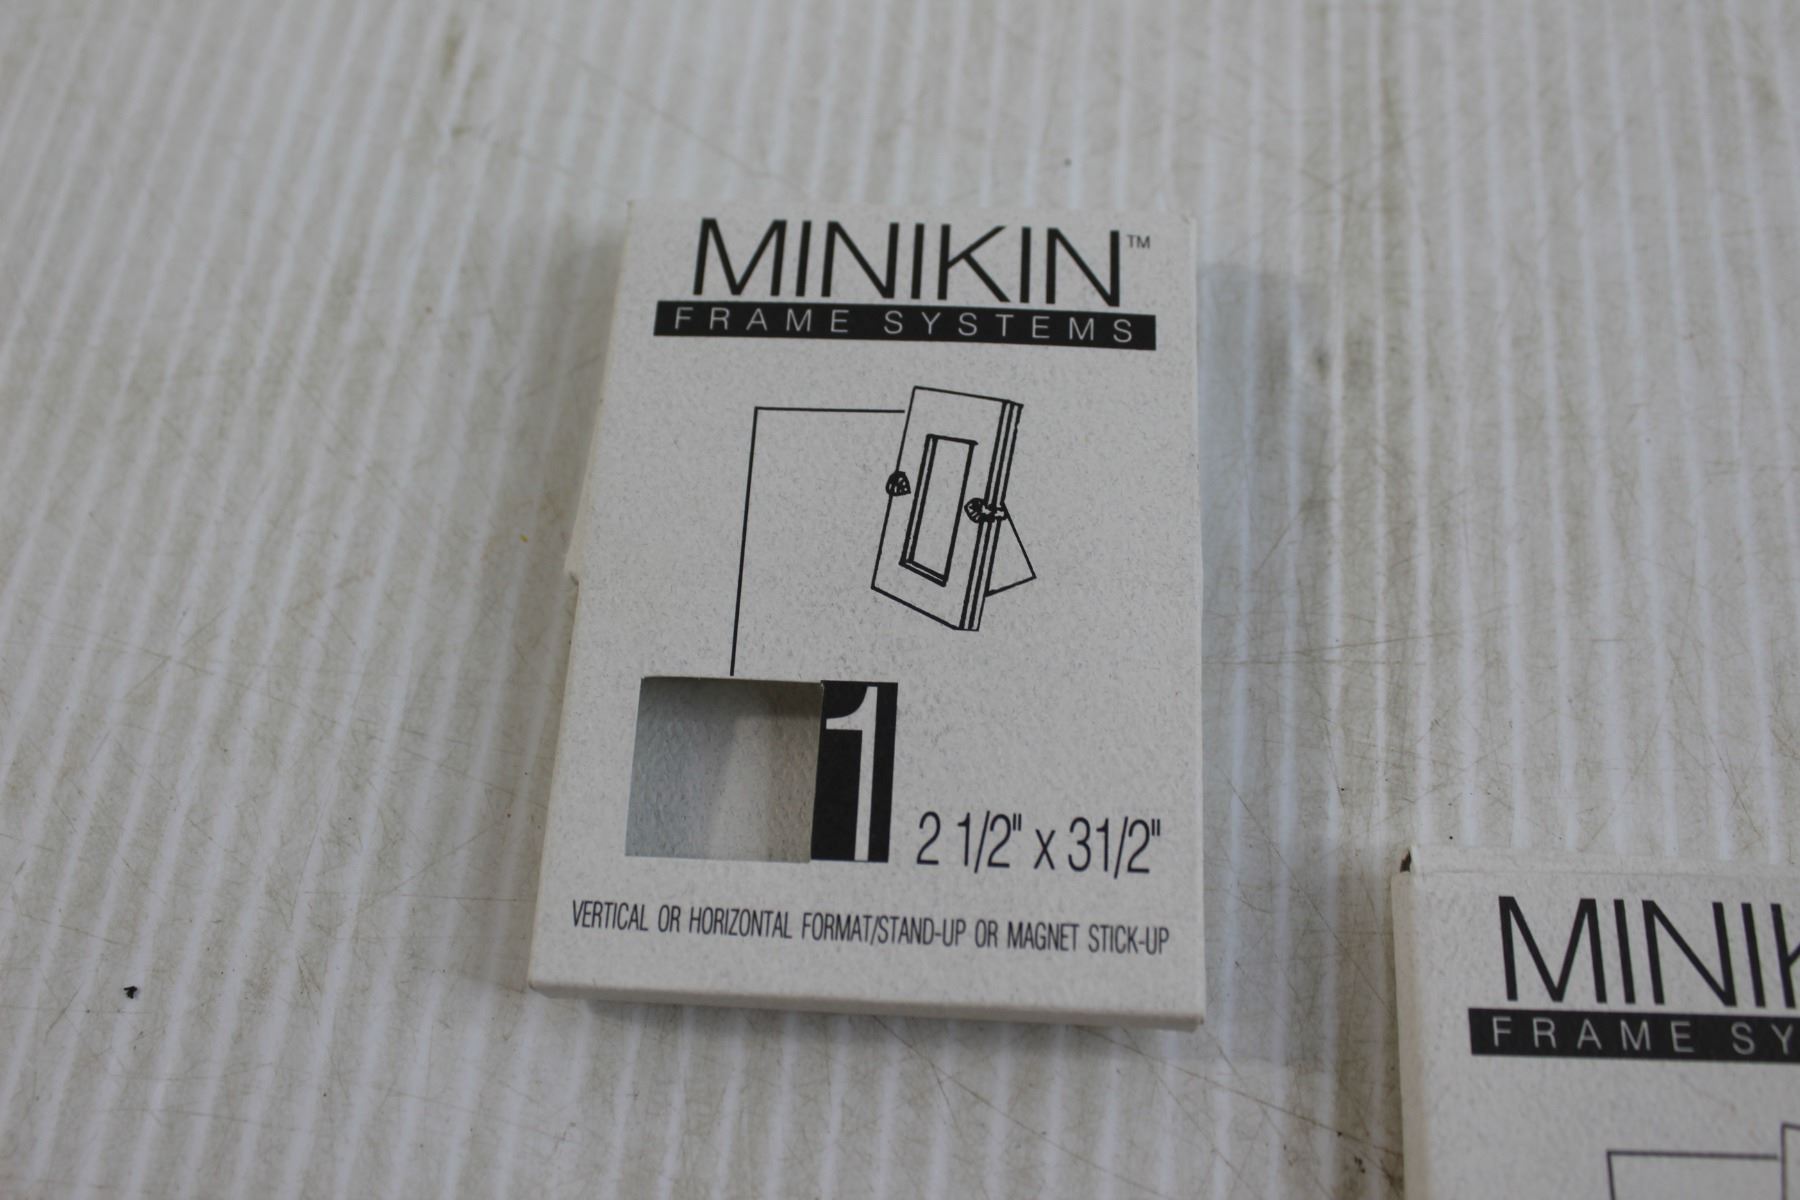 MINIKIN™
FRAME SYSTEMS
1
2 1/2" x 31/2"
VERTICAL OR HORIZONTAL FORMAT/STAND-UP OR MAGNET STICK-UP
MINIK
FRAME SY